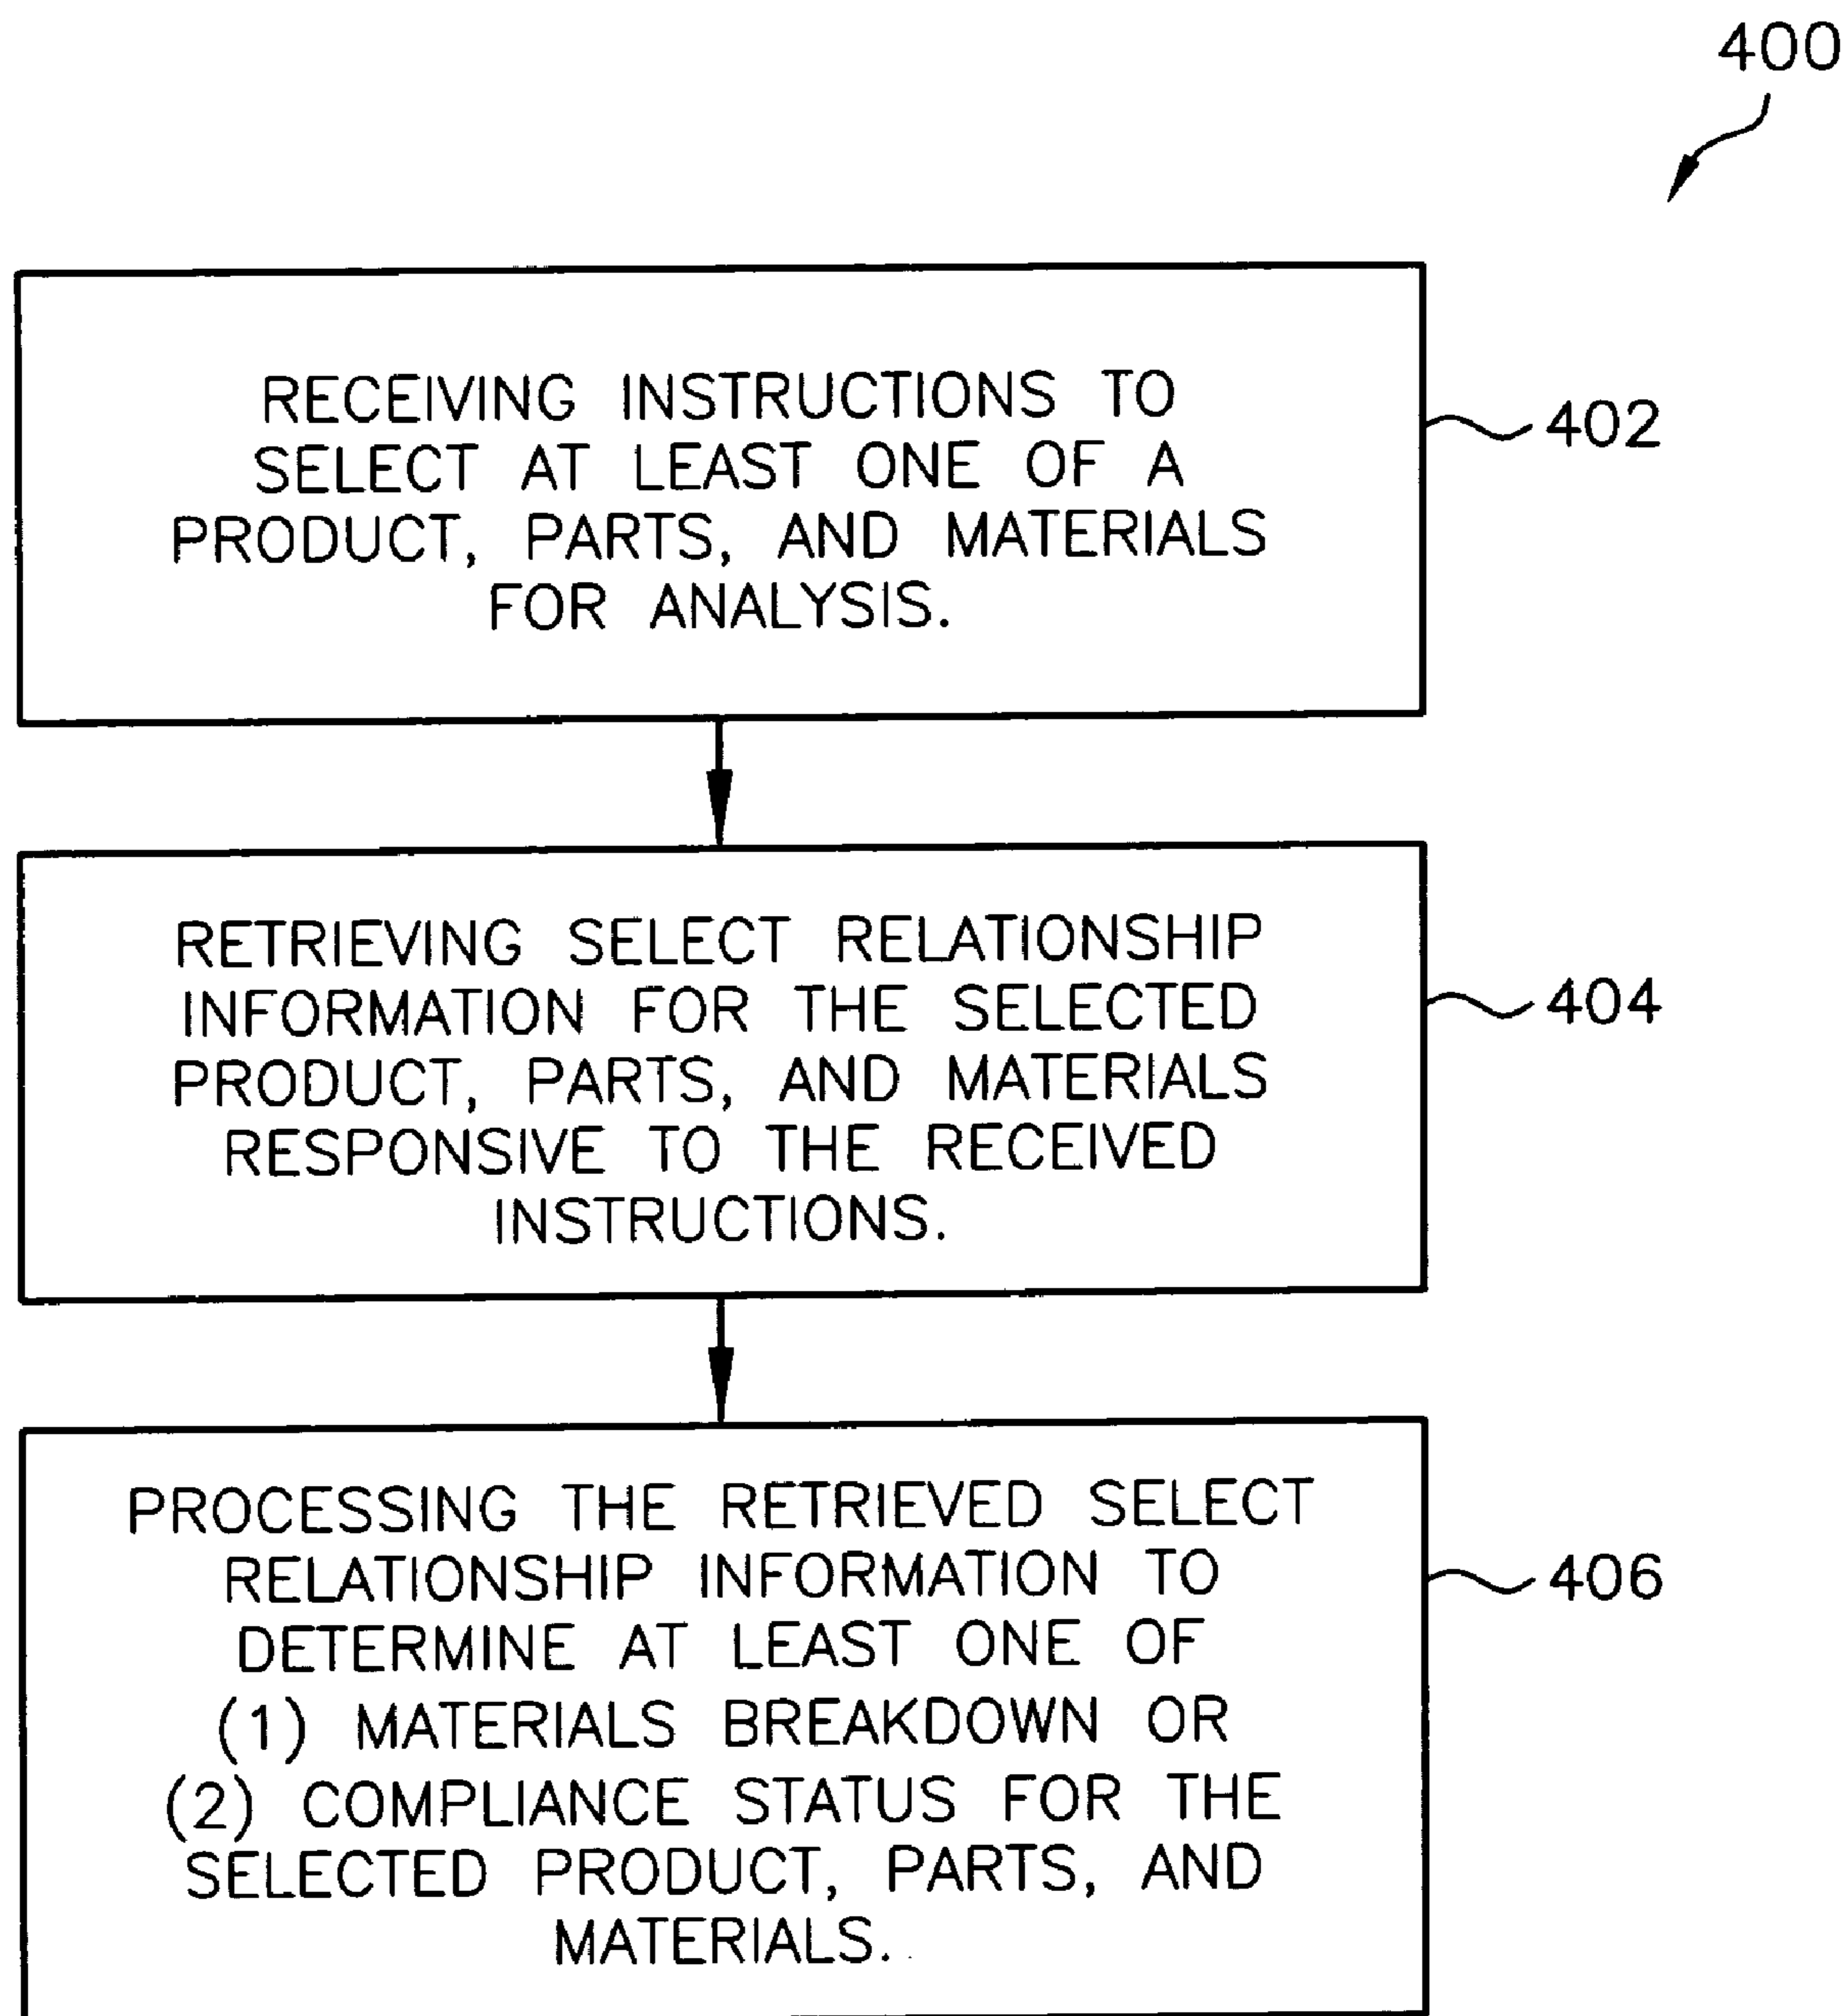 400
RECEIVING INSTRUCTIONS TO
SELECT AT LEAST ONE OF A
PRODUCT, PARTS, AND MATERIALS
FOR ANALYSIS.
402
RETRIEVING SELECT RELATIONSHIP
INFORMATION FOR THE SELECTED
PRODUCT, PARTS, AND MATERIALS
RESPONSIVE TO THE RECEIVED
INSTRUCTIONS.
404
PROCESSING THE RETRIEVED SELECT
RELATIONSHIP INFORMATION TO
DETERMINE AT LEAST ONE OF
(1) MATERIALS BREAKDOWN OR
(2) COMPLIANCE STATUS FOR THE
SELECTED PRODUCT, PARTS, AND
MATERIALS.
406